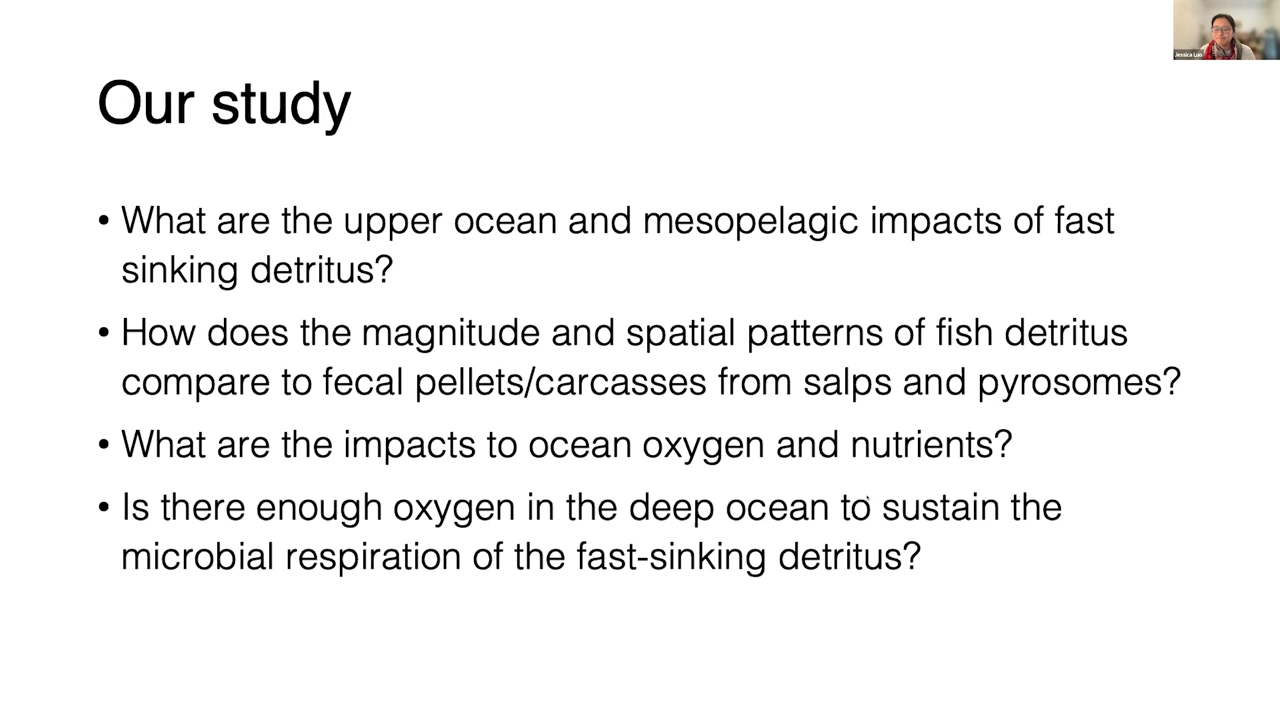 Jessica Luo
Our study
• What are the upper ocean and mesopelagic impacts of fast
sinking detritus?
• How does the magnitude and spatial patterns of fish detritus
compare to fecal pellets/carcasses from salps and pyrosomes?
• What are the impacts to ocean oxygen and nutrients?
• Is there enough oxygen in the deep ocean to sustain the
microbial respiration of the fast-sinking detritus?